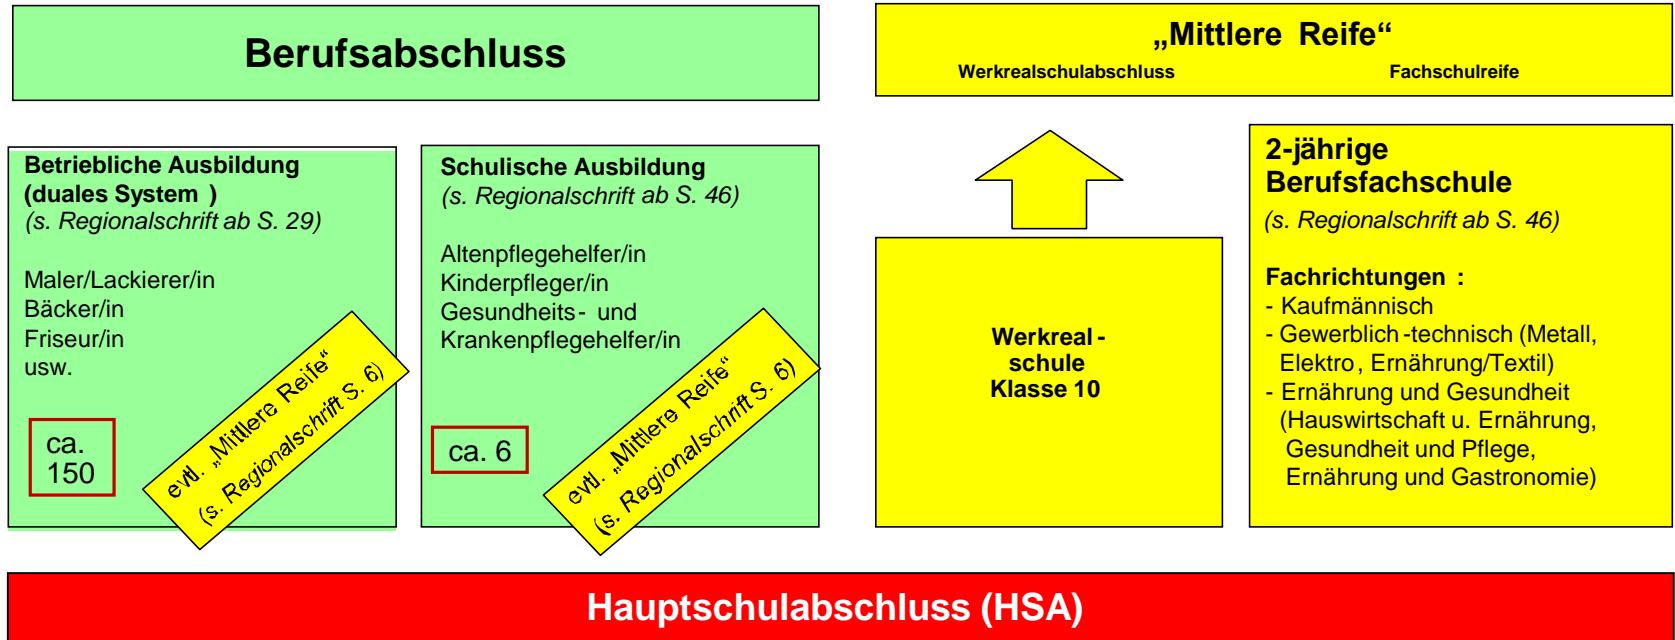 Berufsabschluss
„Mittlere Reife“
Werkrealschulabschluss
Fachschulreife
Betriebliche Ausbildung
(duales System )
(s. Regionalschrift ab S. 29)
Maler/Lackierer/in
Bäcker/in
Friseur/in
usw.
ca.
150
evtl. „Mittlere Reife“
(s. Regionalschrift S. 6)
Schulische Ausbildung
(s. Regionalschrift ab S. 46)
Altenpflegehelfer/in
Kinderpfleger/in
Gesundheits- und
Krankenpflegehelfer/in
ca. 6
evtl. „Mittlere Reife“
(s. Regionalschrift S. 6)
Werkreal -
schule
Klasse 10
2-jährige
Berufsfachschule
(s. Regionalschrift ab S. 46)
Fachrichtungen :
- Kaufmännisch
- Gewerblich -technisch (Metall,
Elektro , Ernährung/Textil)
- Ernährung und Gesundheit
(Hauswirtschaft u. Ernährung,
Gesundheit und Pflege,
Ernährung und Gastronomie)
Hauptschulabschluss (HSA)